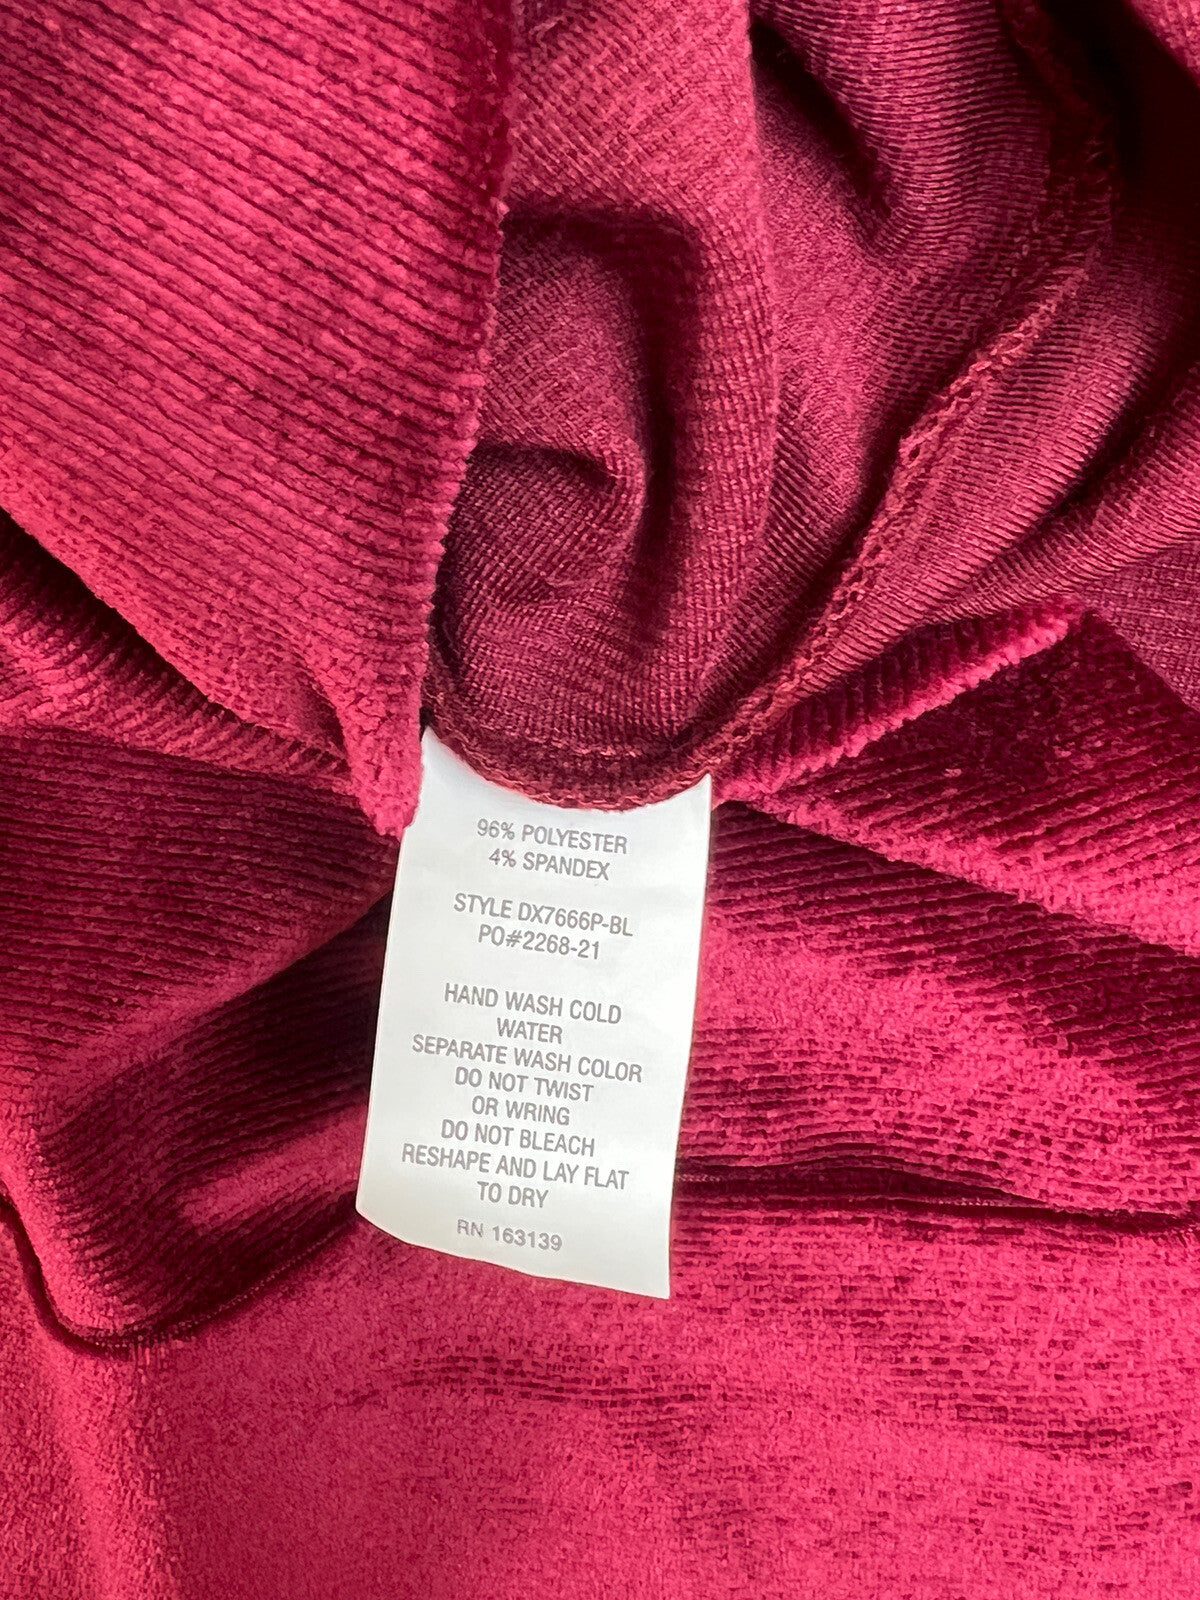 96% POLYESTER
4% SPANDEX
STYLE DX7666P-BL
PO#2268-21
HAND WASH COLD
WATER
SEPARATE WASH COLOR
DO NOT TWIST
OR WRING
DO NOT BLEACH
RESHAPE AND LAY FLAT
TO DRY
RN 163139